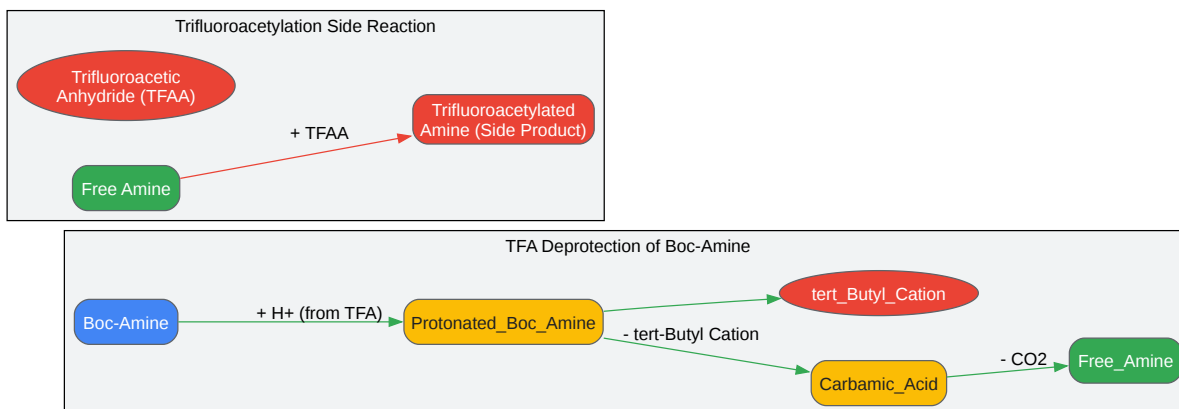 Trifluoroacetylation Side Reaction
Trifluoroacetic
Anhydride (TFAA)
Trifluoroacetylated
Amine (Side Product)
+ TFAA
Free Amine
TFA Deprotection of Boc-Amine
tert_Butyl_Cation
Boc-Amine
+ H+ (from TFA)
Protonated_Boc_Amine
- tert-Butyl Cation
- CO2
Free_Amine
Carbamic_Acid